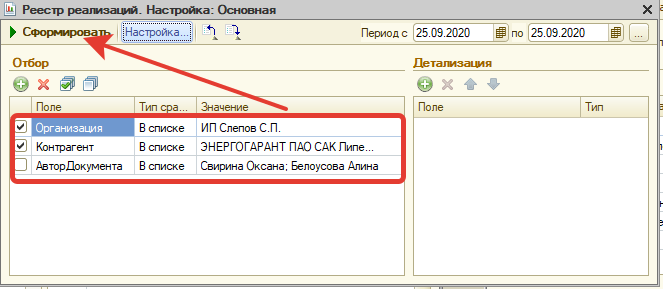 Реестр реализаций. Настройка: Основная
Сформировать Настройка... Период с 25.09.2020 по 25.09.2020 ...
Отбор Детализация
Поле Тип сра... Значение Поле Тип
Организация В списке ИП Слепов С.П.
Контрагент В списке ЭНЕРГОГАРАНТ ПАО САК Липе...
АвторДокумента В списке Свирина Оксана; Белоусова Алина